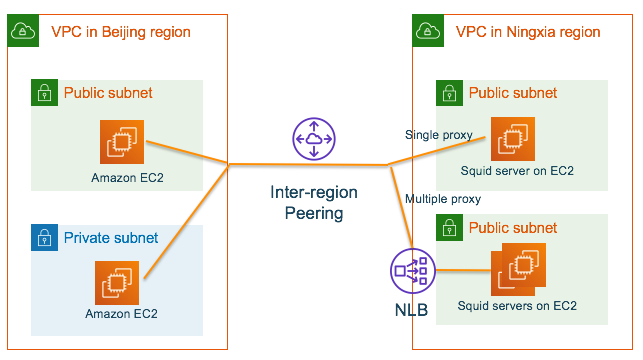 VPC in Beijing region
Public subnet
Amazon EC2
Private subnet
Amazon EC2
Inter-region
Peering
VPC in Ningxia region
Public subnet
Single proxy
Squid server on EC2
Multiple proxy
Public subnet
Squid servers on EC2
NLB